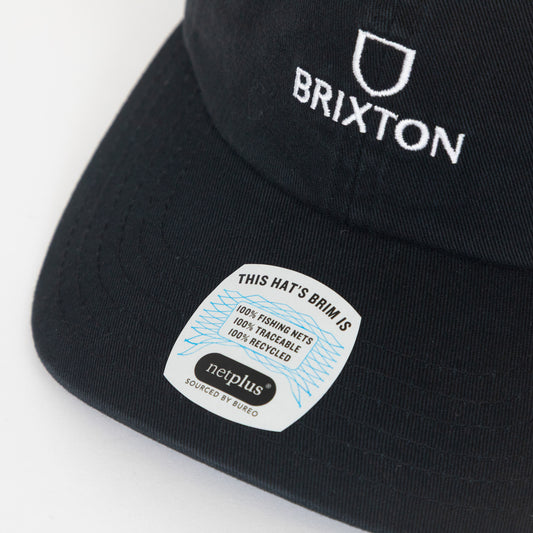 BRIXTON
THIS HAT'S BRIM IS
100% FISHING NETS
100% TRACEABLE
100% RECYCLED
netplus®
SOURCED BY BUREO